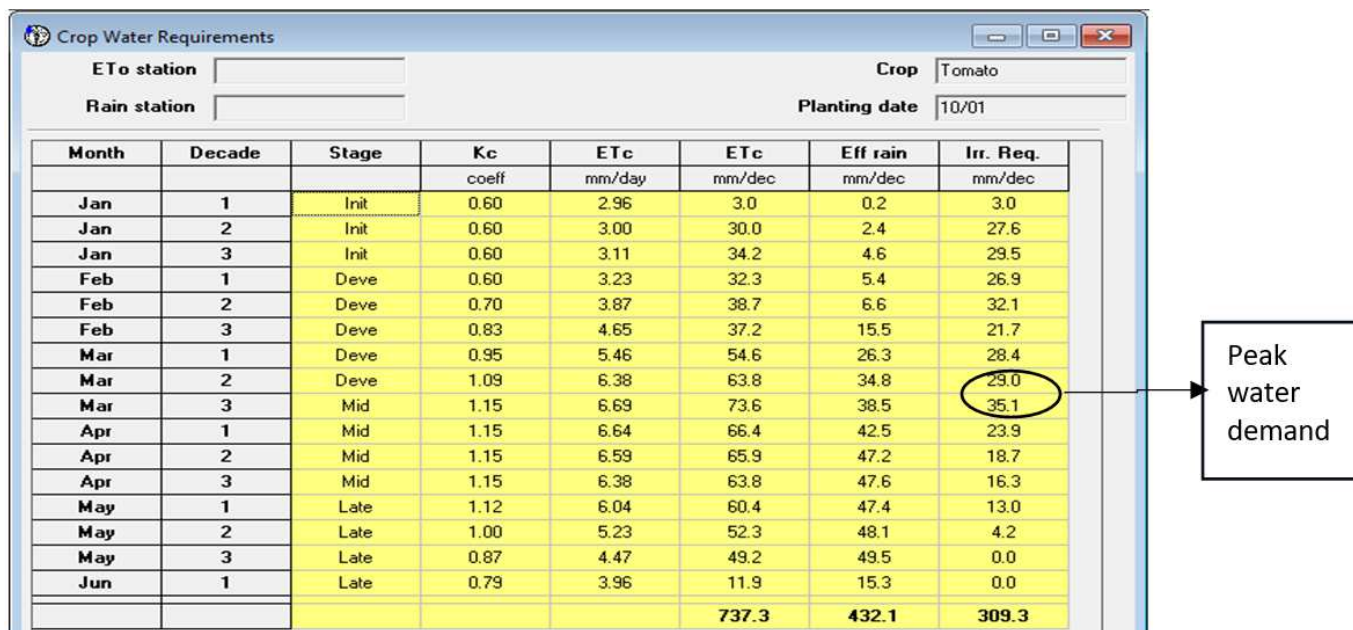 Crop Water Requirements
ETo station Crop Tomato
Rain station Planting date 10/01
Month Decade Stage Kc ETc ETc Eff rain Irr. Req.
coeff mm/day mm/dec mm/dec mm/dec
Jan 1 Init 0.60 2.96 3.0 0.2 3.0
Jan 2 Init 0.60 3.00 30.0 2.4 27.6
Jan 3 Init 0.60 3.11 34.2 4.6 29.5
Feb 1 Deve 0.60 3.23 32.3 5.4 26.9
Feb 2 Deve 0.70 3.87 38.7 6.6 32.1
Feb 3 Deve 0.83 4.65 37.2 15.5 21.7
Mar 1 Deve 0.95 5.46 54.6 26.3 28.4
Mar 2 Deve 1.09 6.38 63.8 34.8 29.0
Mar 3 Mid 1.15 6.69 73.6 38.5 35.1
Apr 1 Mid 1.15 6.64 66.4 42.5 23.9
Apr 2 Mid 1.15 6.59 65.9 47.2 18.7
Apr 3 Mid 1.15 6.38 63.8 47.6 16.3
May 1 Late 1.12 6.04 60.4 47.4 13.0
May 2 Late 1.00 5.23 52.3 48.1 4.2
May 3 Late 0.87 4.47 49.2 49.5 0.0
Jun 1 Late 0.79 3.96 11.9 15.3 0.0
737.3 432.1 309.3
Peak
water
demand